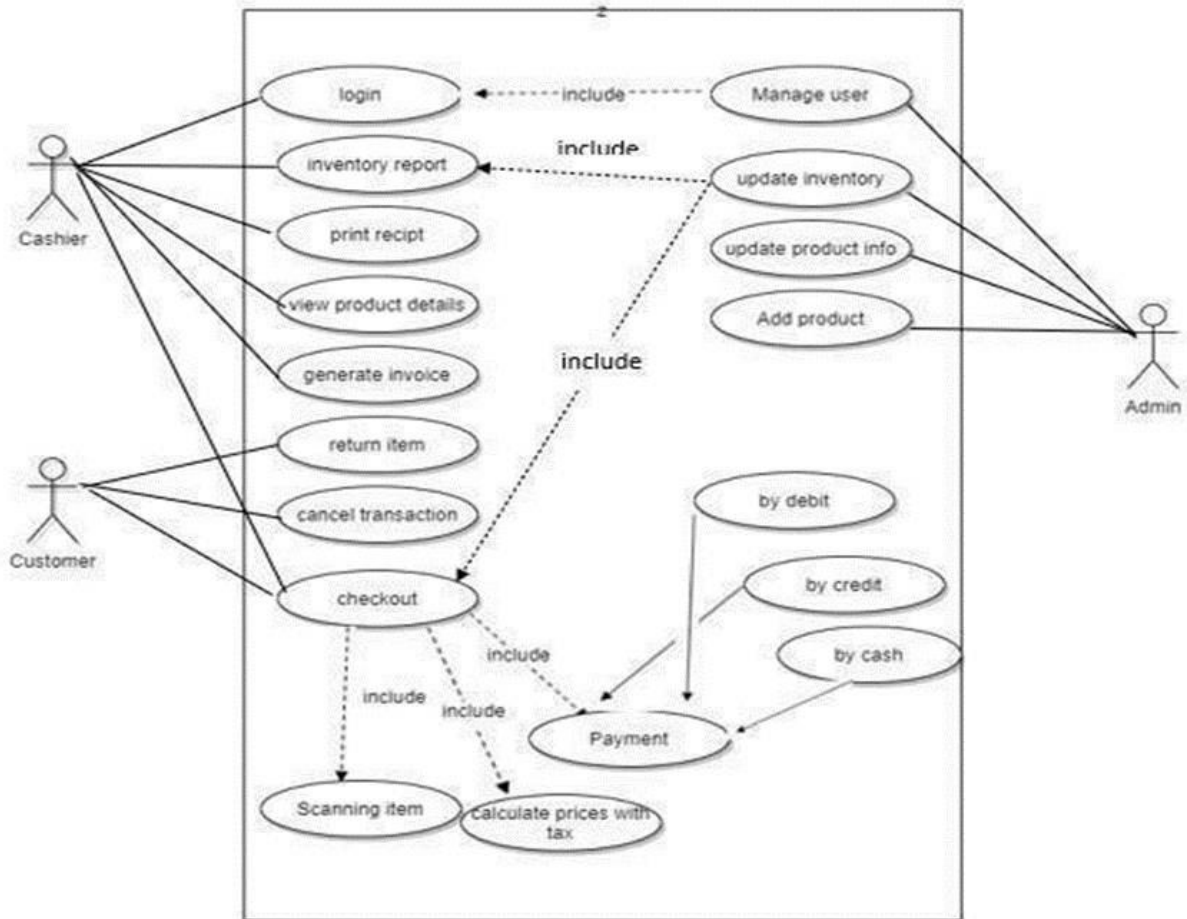 z
login
include
Manage user
include
inventory report
update inventory
Cashier
print recipt
update product info
view product details
Add product
include
generate invoice
Admin
return item
by debit
cancel transaction
Customer
by credit
checkout
by cash
include
include
include
Payment
Scanning item
calculate prices with
tax